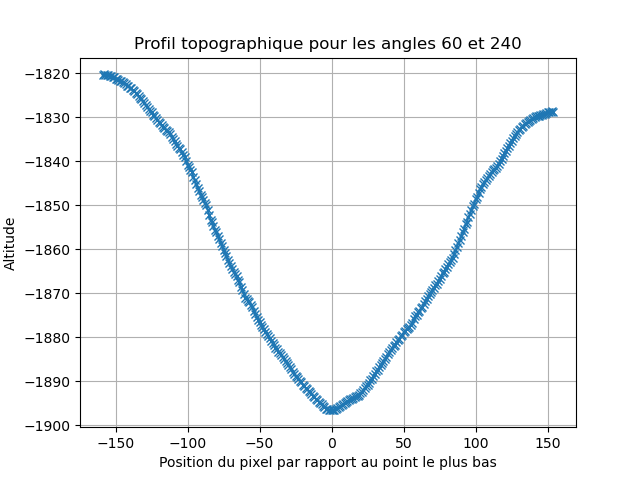 Profil topographique pour les angles 60 et 240
−1820
−1830
−1840
−1850
−1860
−1870
−1880
−1890
−1900
Altitude
−150 −100 −50 0 50 100 150
Position du pixel par rapport au point le plus bas